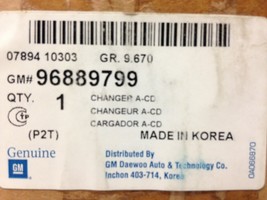 07894 10303 GR. 9.670
GM# 96889799
QTY. 1 CHANGER A-CD
CHANGEUR A-CD
CARGADOR A-CD
(P2T) MADE IN KOREA
Genuine
GM
Distributed By
GM Daewoo Auto & Technology Co.
Inchon 403-714, Korea
OA066870